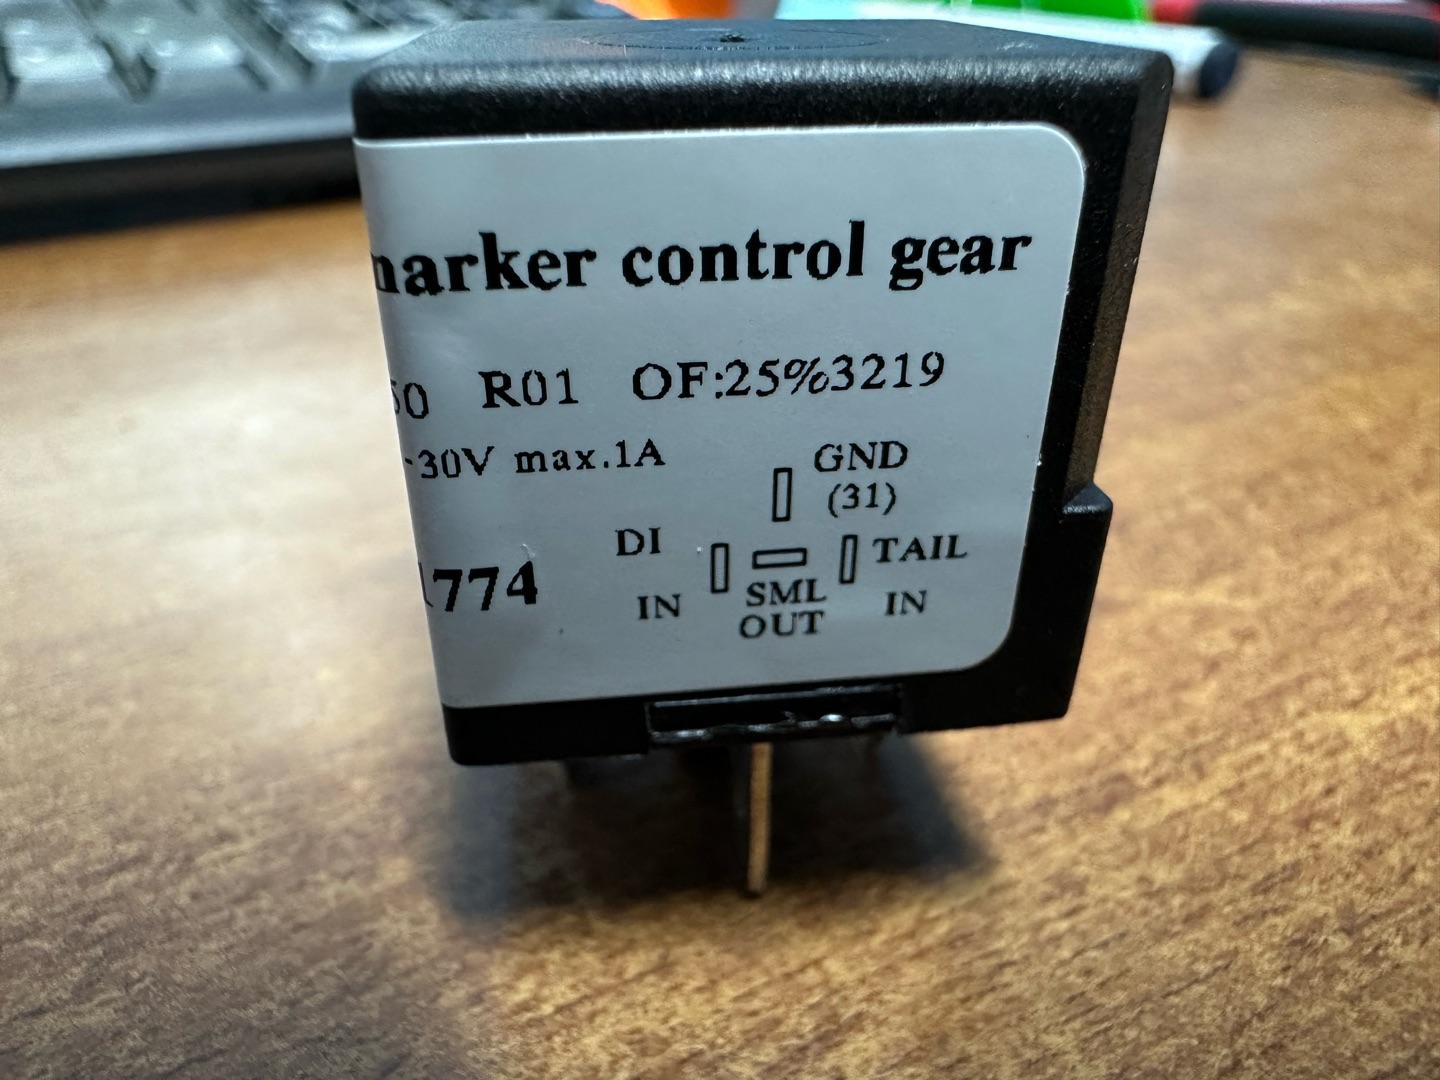 marker control gear
50 R01 OF:25%3219
-30V max.1A
GND
(31)
DI
TAIL
1774
IN
SML
OUT
IN